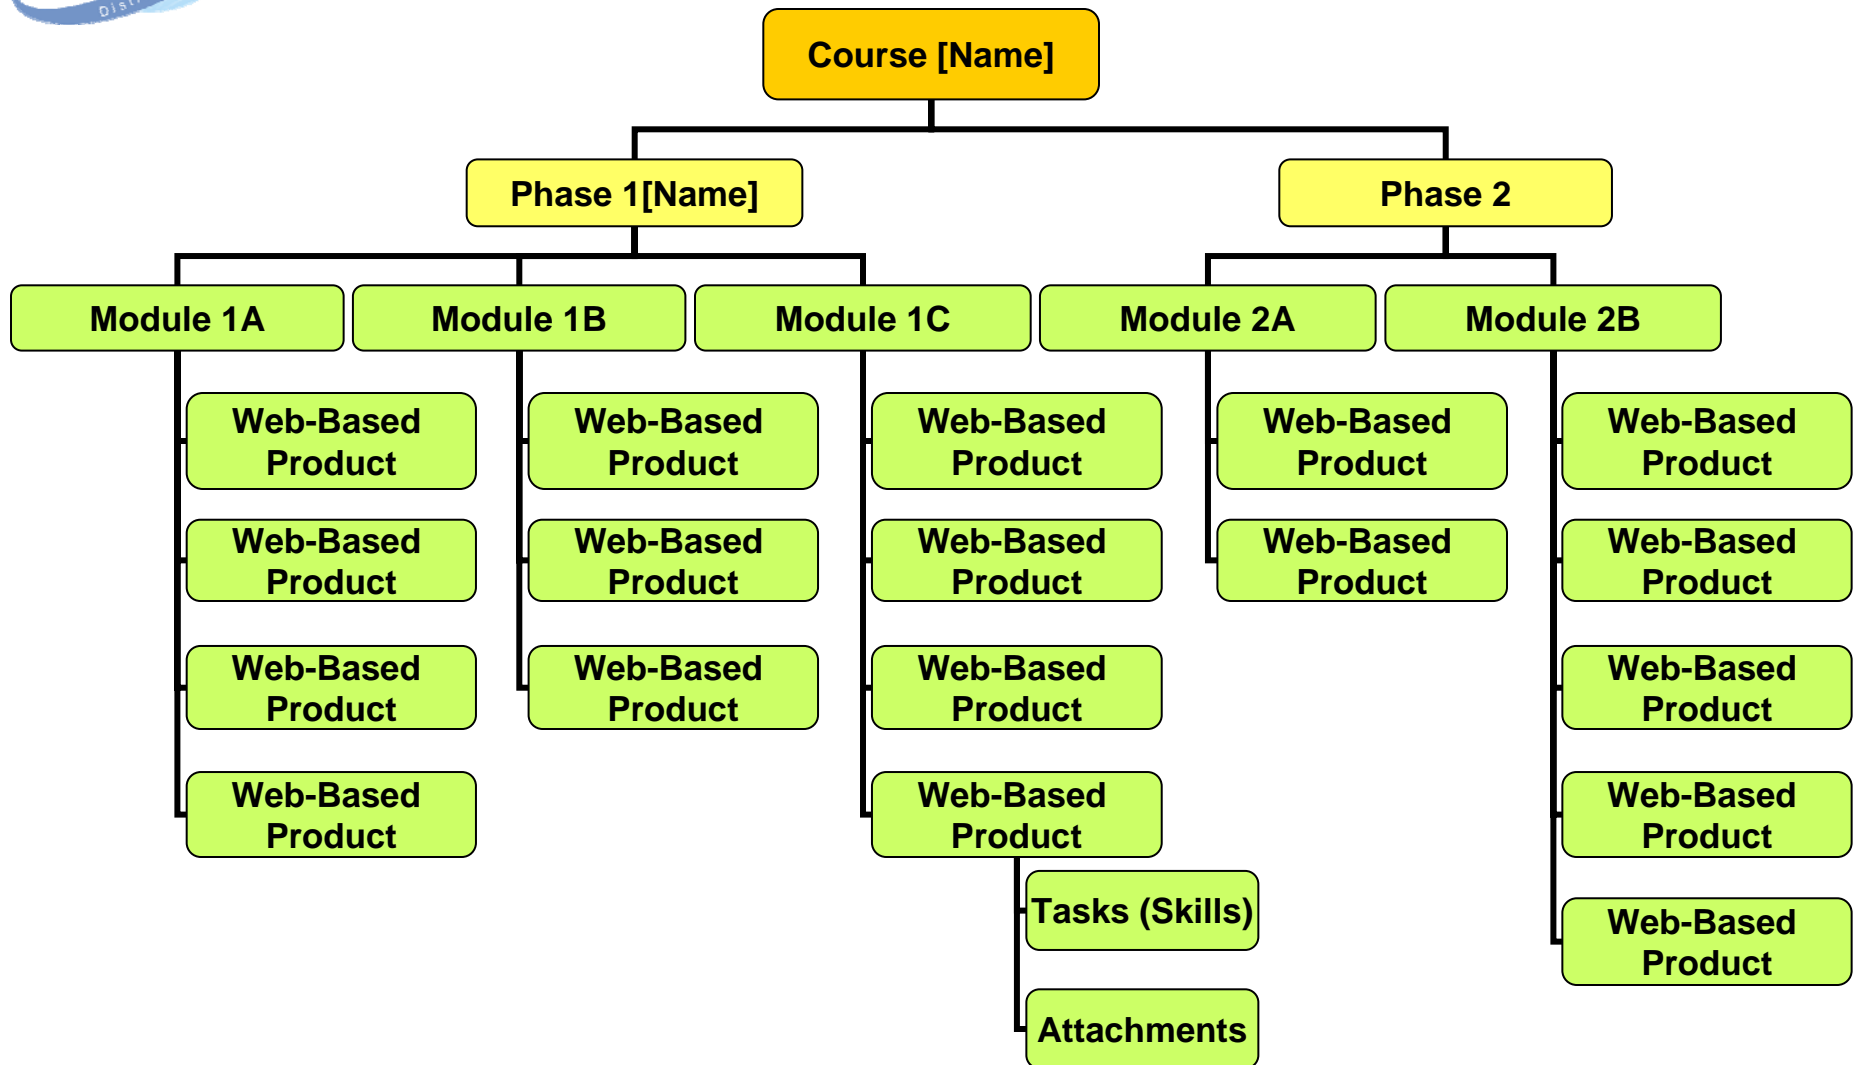 Course [Name]
Phase 1[Name]
Phase 2
Module 1A
Module 1B
Module 1C
Module 2A
Module 2B
Web-Based
Product
Web-Based
Product
Web-Based
Product
Web-Based
Product
Web-Based
Product
Web-Based
Product
Web-Based
Product
Web-Based
Product
Web-Based
Product
Web-Based
Product
Web-Based
Product
Web-Based
Product
Web-Based
Product
Web-Based
Product
Web-Based
Product
Web-Based
Product
Web-Based
Product
Web-Based
Product
Tasks (Skills)
Web-Based
Product
Attachments